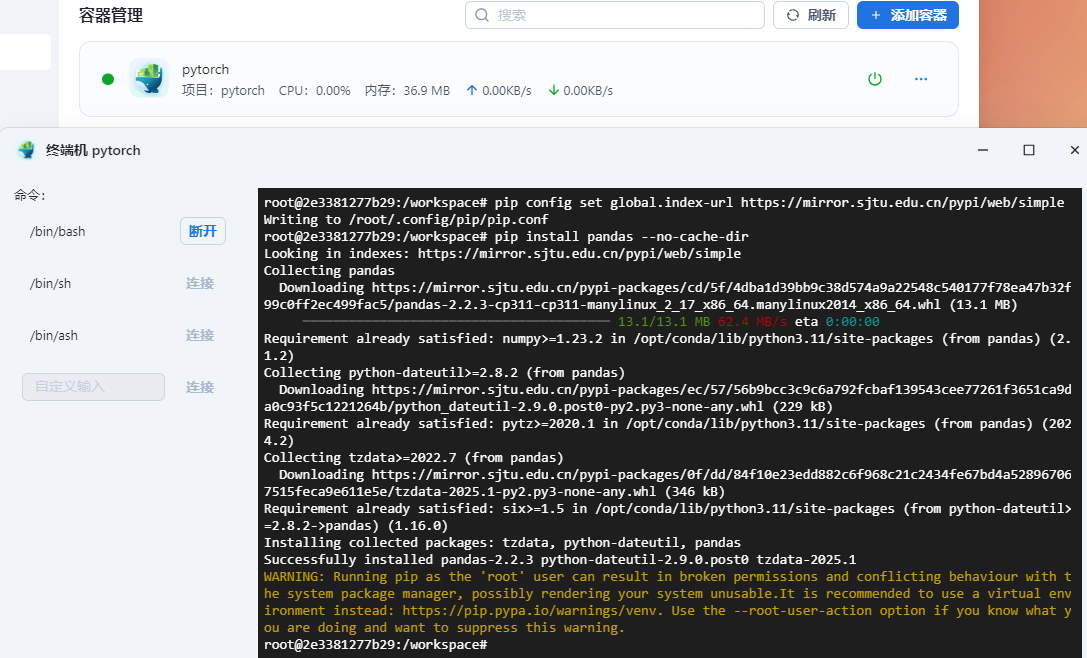 容器管理
搜索
刷新
+ 添加容器
pytorch
项目：pytorch CPU：0.00% 内存：36.9 MB ↑ 0.00KB/s ↓ 0.00KB/s
终端机 pytorch
命令：
/bin/bash 断开
/bin/sh 连接
/bin/ash 连接
自定义输入 连接
root@2e3381277b29:/workspace# pip config set global.index-url https://mirror.sjtu.edu.cn/pypi/web/simple
Writing to /root/.config/pip/pip.conf
root@2e3381277b29:/workspace# pip install pandas --no-cache-dir
Looking in indexes: https://mirror.sjtu.edu.cn/pypi/web/simple
Collecting pandas
Downloading https://mirror.sjtu.edu.cn/pypi-packages/cd/5f/4dba1d39bb9c38d574a9a22548c540177f78ea47b32f
99c0ff2ec499fac5/pandas-2.2.3-cp311-cp311-manylinux_2_17_x86_64.manylinux2014_x86_64.whl (13.1 MB)
13.1/13.1 MB 62.4 MB/s eta 0:00:00
Requirement already satisfied: numpy>=1.23.2 in /opt/conda/lib/python3.11/site-packages (from pandas) (2.
1.2)
Collecting python-dateutil>=2.8.2 (from pandas)
Downloading https://mirror.sjtu.edu.cn/pypi-packages/ec/57/56b9bcc3c9c6a792fcbaf139543cee77261f3651ca9d
a0c93f5c1221264b/python_dateutil-2.9.0.post0-py2.py3-none-any.whl (229 kB)
Requirement already satisfied: pytz>=2020.1 in /opt/conda/lib/python3.11/site-packages (from pandas) (202
4.2)
Collecting tzdata>=2022.7 (from pandas)
Downloading https://mirror.sjtu.edu.cn/pypi-packages/0f/dd/84f10e23edd882c6f968c21c2434fe67bd4a52896706
7515feca9e611e5e/tzdata-2025.1-py2.py3-none-any.whl (346 kB)
Requirement already satisfied: six>=1.5 in /opt/conda/lib/python3.11/site-packages (from python-dateutil>
=2.8.2->pandas) (1.16.0)
Installing collected packages: tzdata, python-dateutil, pandas
Successfully installed pandas-2.2.3 python-dateutil-2.9.0.post0 tzdata-2025.1
WARNING: Running pip as the 'root' user can result in broken permissions and conflicting behaviour with t
he system package manager, possibly rendering your system unusable.It is recommended to use a virtual env
ironment instead: https://pip.pypa.io/warnings/venv. Use the --root-user-action option if you know what y
ou are doing and want to suppress this warning.
root@2e3381277b29:/workspace#